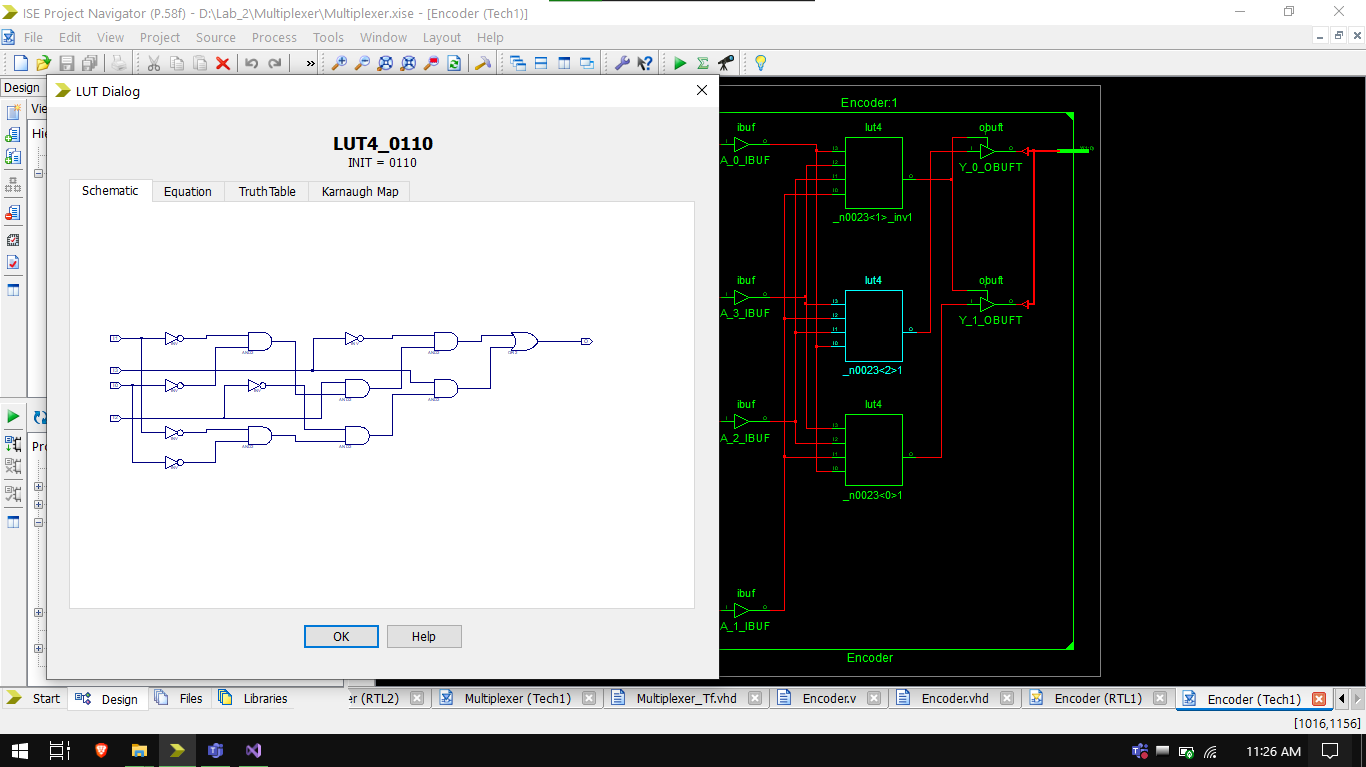 ISE Project Navigator (P.58f) - D:\Lab_2\Multiplexer\Multiplexer.xise - [Encoder (Tech1)]
File Edit View Project Source Process Tools Window Layout Help
»
Design
LUT Dialog
LUT4_0110
INIT = 0110
Schematic Equation TruthTable Karnaugh Map
OK Help
Encoder:1
ibuf lut4 obuft
A_0_IBUF
Y_0_OBUFT
_n0023<1>_inv1
ibuf lut4 obuft
A_3_IBUF
Y_1_OBUFT
_n0023<2>1
ibuf lut4
A_2_IBUF
_n0023<0>1
ibuf
A_1_IBUF
Encoder
Start Design Files Libraries
er (RTL2) Multiplexer (Tech1) Multiplexer_Tf.vhd Encoder.v Encoder.vhd Encoder (RTL1) Encoder (Tech1)
[1016,1156]
11:26 AM